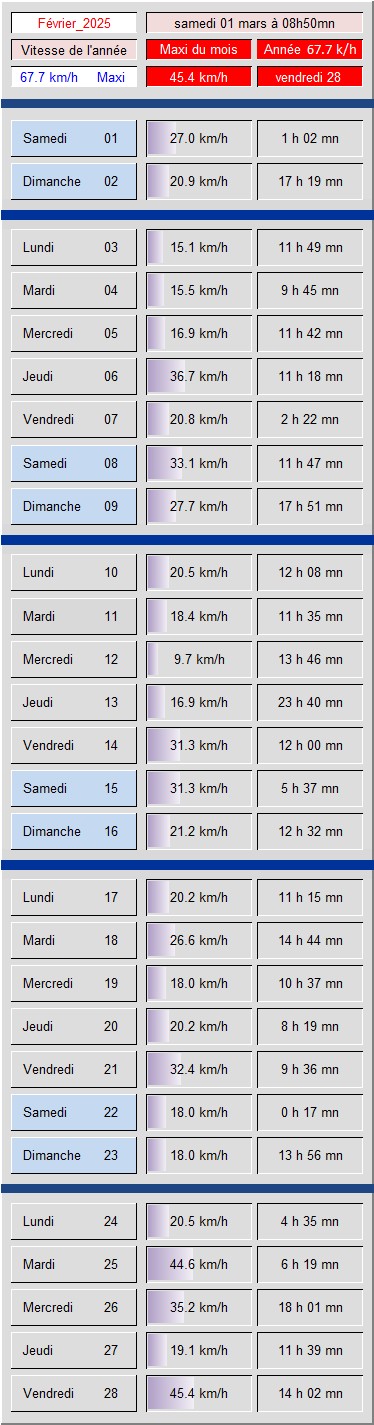 Février_2025 samedi 01 mars à 08h50mn
Vitesse de l'année Maxi du mois Année 67.7 k/h
67.7 km/h Maxi 45.4 km/h vendredi 28
Samedi 01 27.0 km/h 1 h 02 mn
Dimanche 02 20.9 km/h 17 h 19 mn
Lundi 03 15.1 km/h 11 h 49 mn
Mardi 04 15.5 km/h 9 h 45 mn
Mercredi 05 16.9 km/h 11 h 42 mn
Jeudi 06 36.7 km/h 11 h 18 mn
Vendredi 07 20.8 km/h 2 h 22 mn
Samedi 08 33.1 km/h 11 h 47 mn
Dimanche 09 27.7 km/h 17 h 51 mn
Lundi 10 20.5 km/h 12 h 08 mn
Mardi 11 18.4 km/h 11 h 35 mn
Mercredi 12 9.7 km/h 13 h 46 mn
Jeudi 13 16.9 km/h 23 h 40 mn
Vendredi 14 31.3 km/h 12 h 00 mn
Samedi 15 31.3 km/h 5 h 37 mn
Dimanche 16 21.2 km/h 12 h 32 mn
Lundi 17 20.2 km/h 11 h 15 mn
Mardi 18 26.6 km/h 14 h 44 mn
Mercredi 19 18.0 km/h 10 h 37 mn
Jeudi 20 20.2 km/h 8 h 19 mn
Vendredi 21 32.4 km/h 9 h 36 mn
Samedi 22 18.0 km/h 0 h 17 mn
Dimanche 23 18.0 km/h 13 h 56 mn
Lundi 24 20.5 km/h 4 h 35 mn
Mardi 25 44.6 km/h 6 h 19 mn
Mercredi 26 35.2 km/h 18 h 01 mn
Jeudi 27 19.1 km/h 11 h 39 mn
Vendredi 28 45.4 km/h 14 h 02 mn